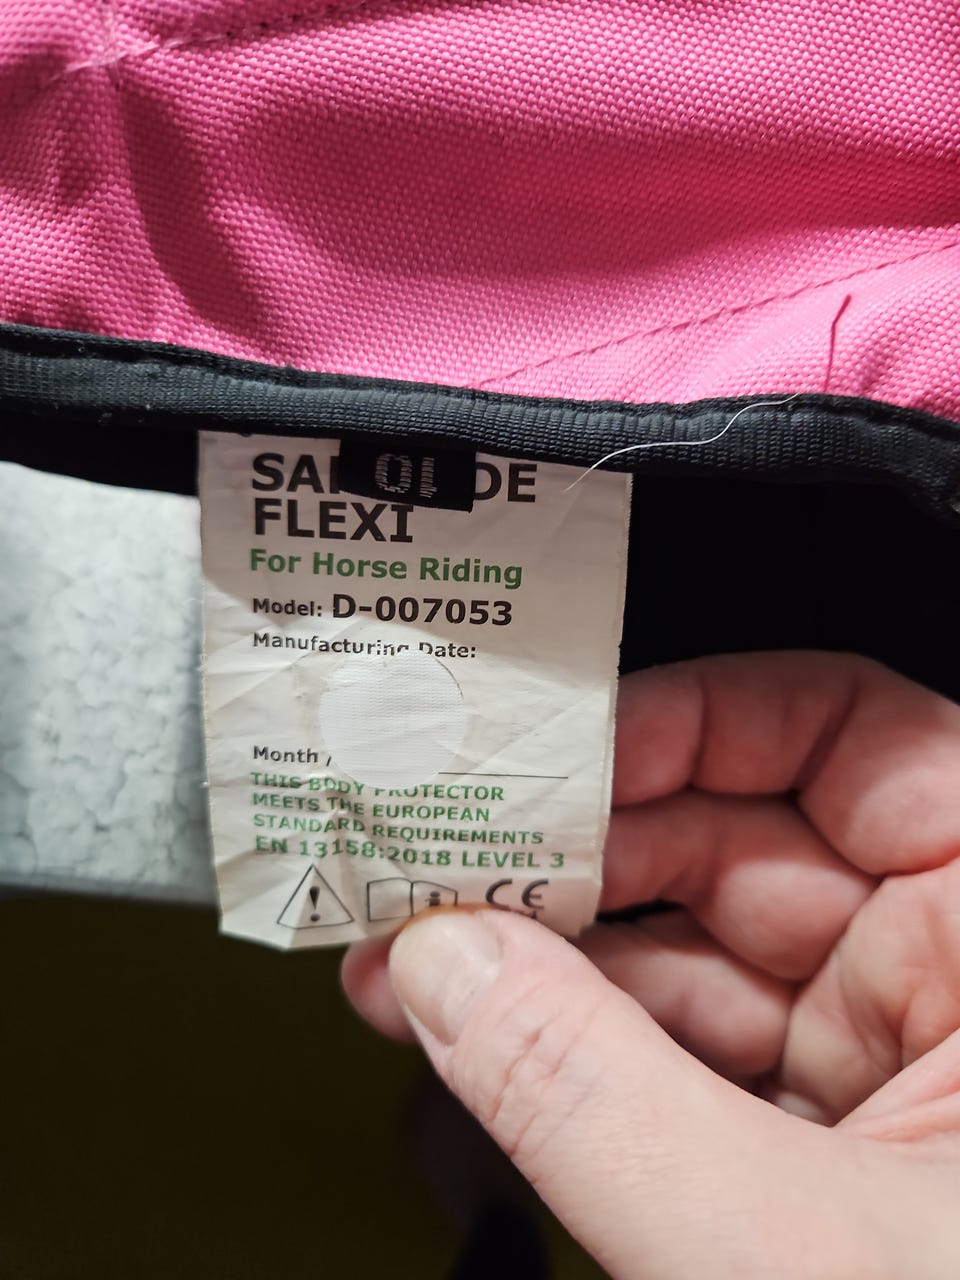 FLEXI
For Horse Riding
Model: D-007053
Manufacturing Date:
Month /
THIS BODY PROTECTOR
MEETS THE EUROPEAN
STANDARD REQUIREMENTS
EN 13158:2018 LEVEL 3
CE